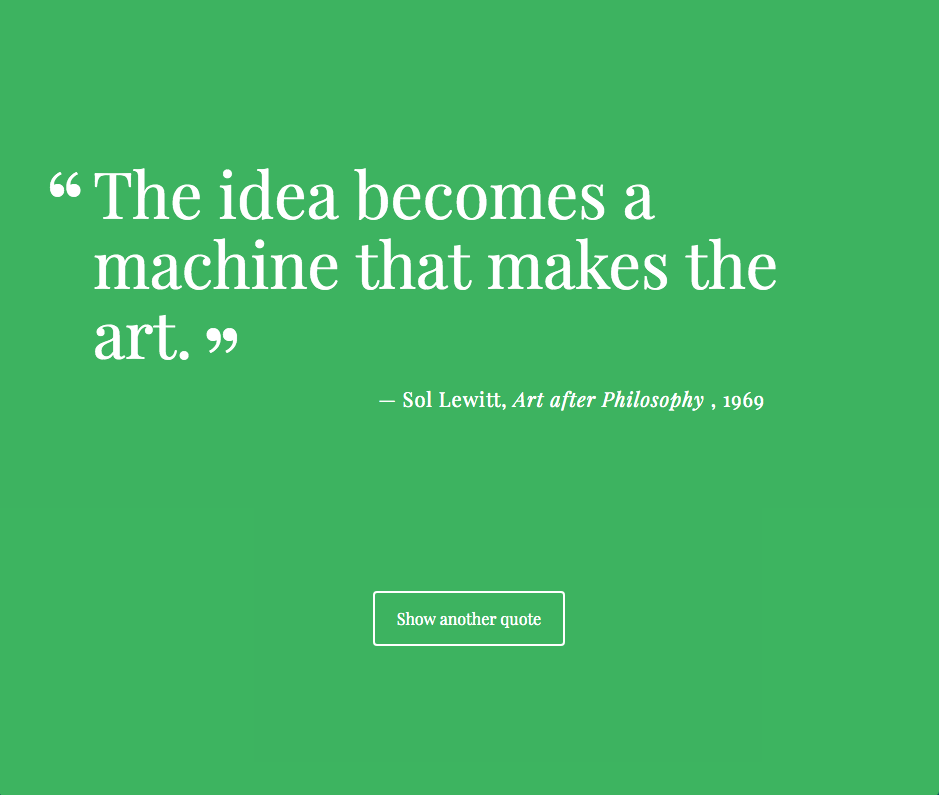 “ The idea becomes a
machine that makes the
art. ”
— Sol Lewitt, Art after Philosophy , 1969
Show another quote